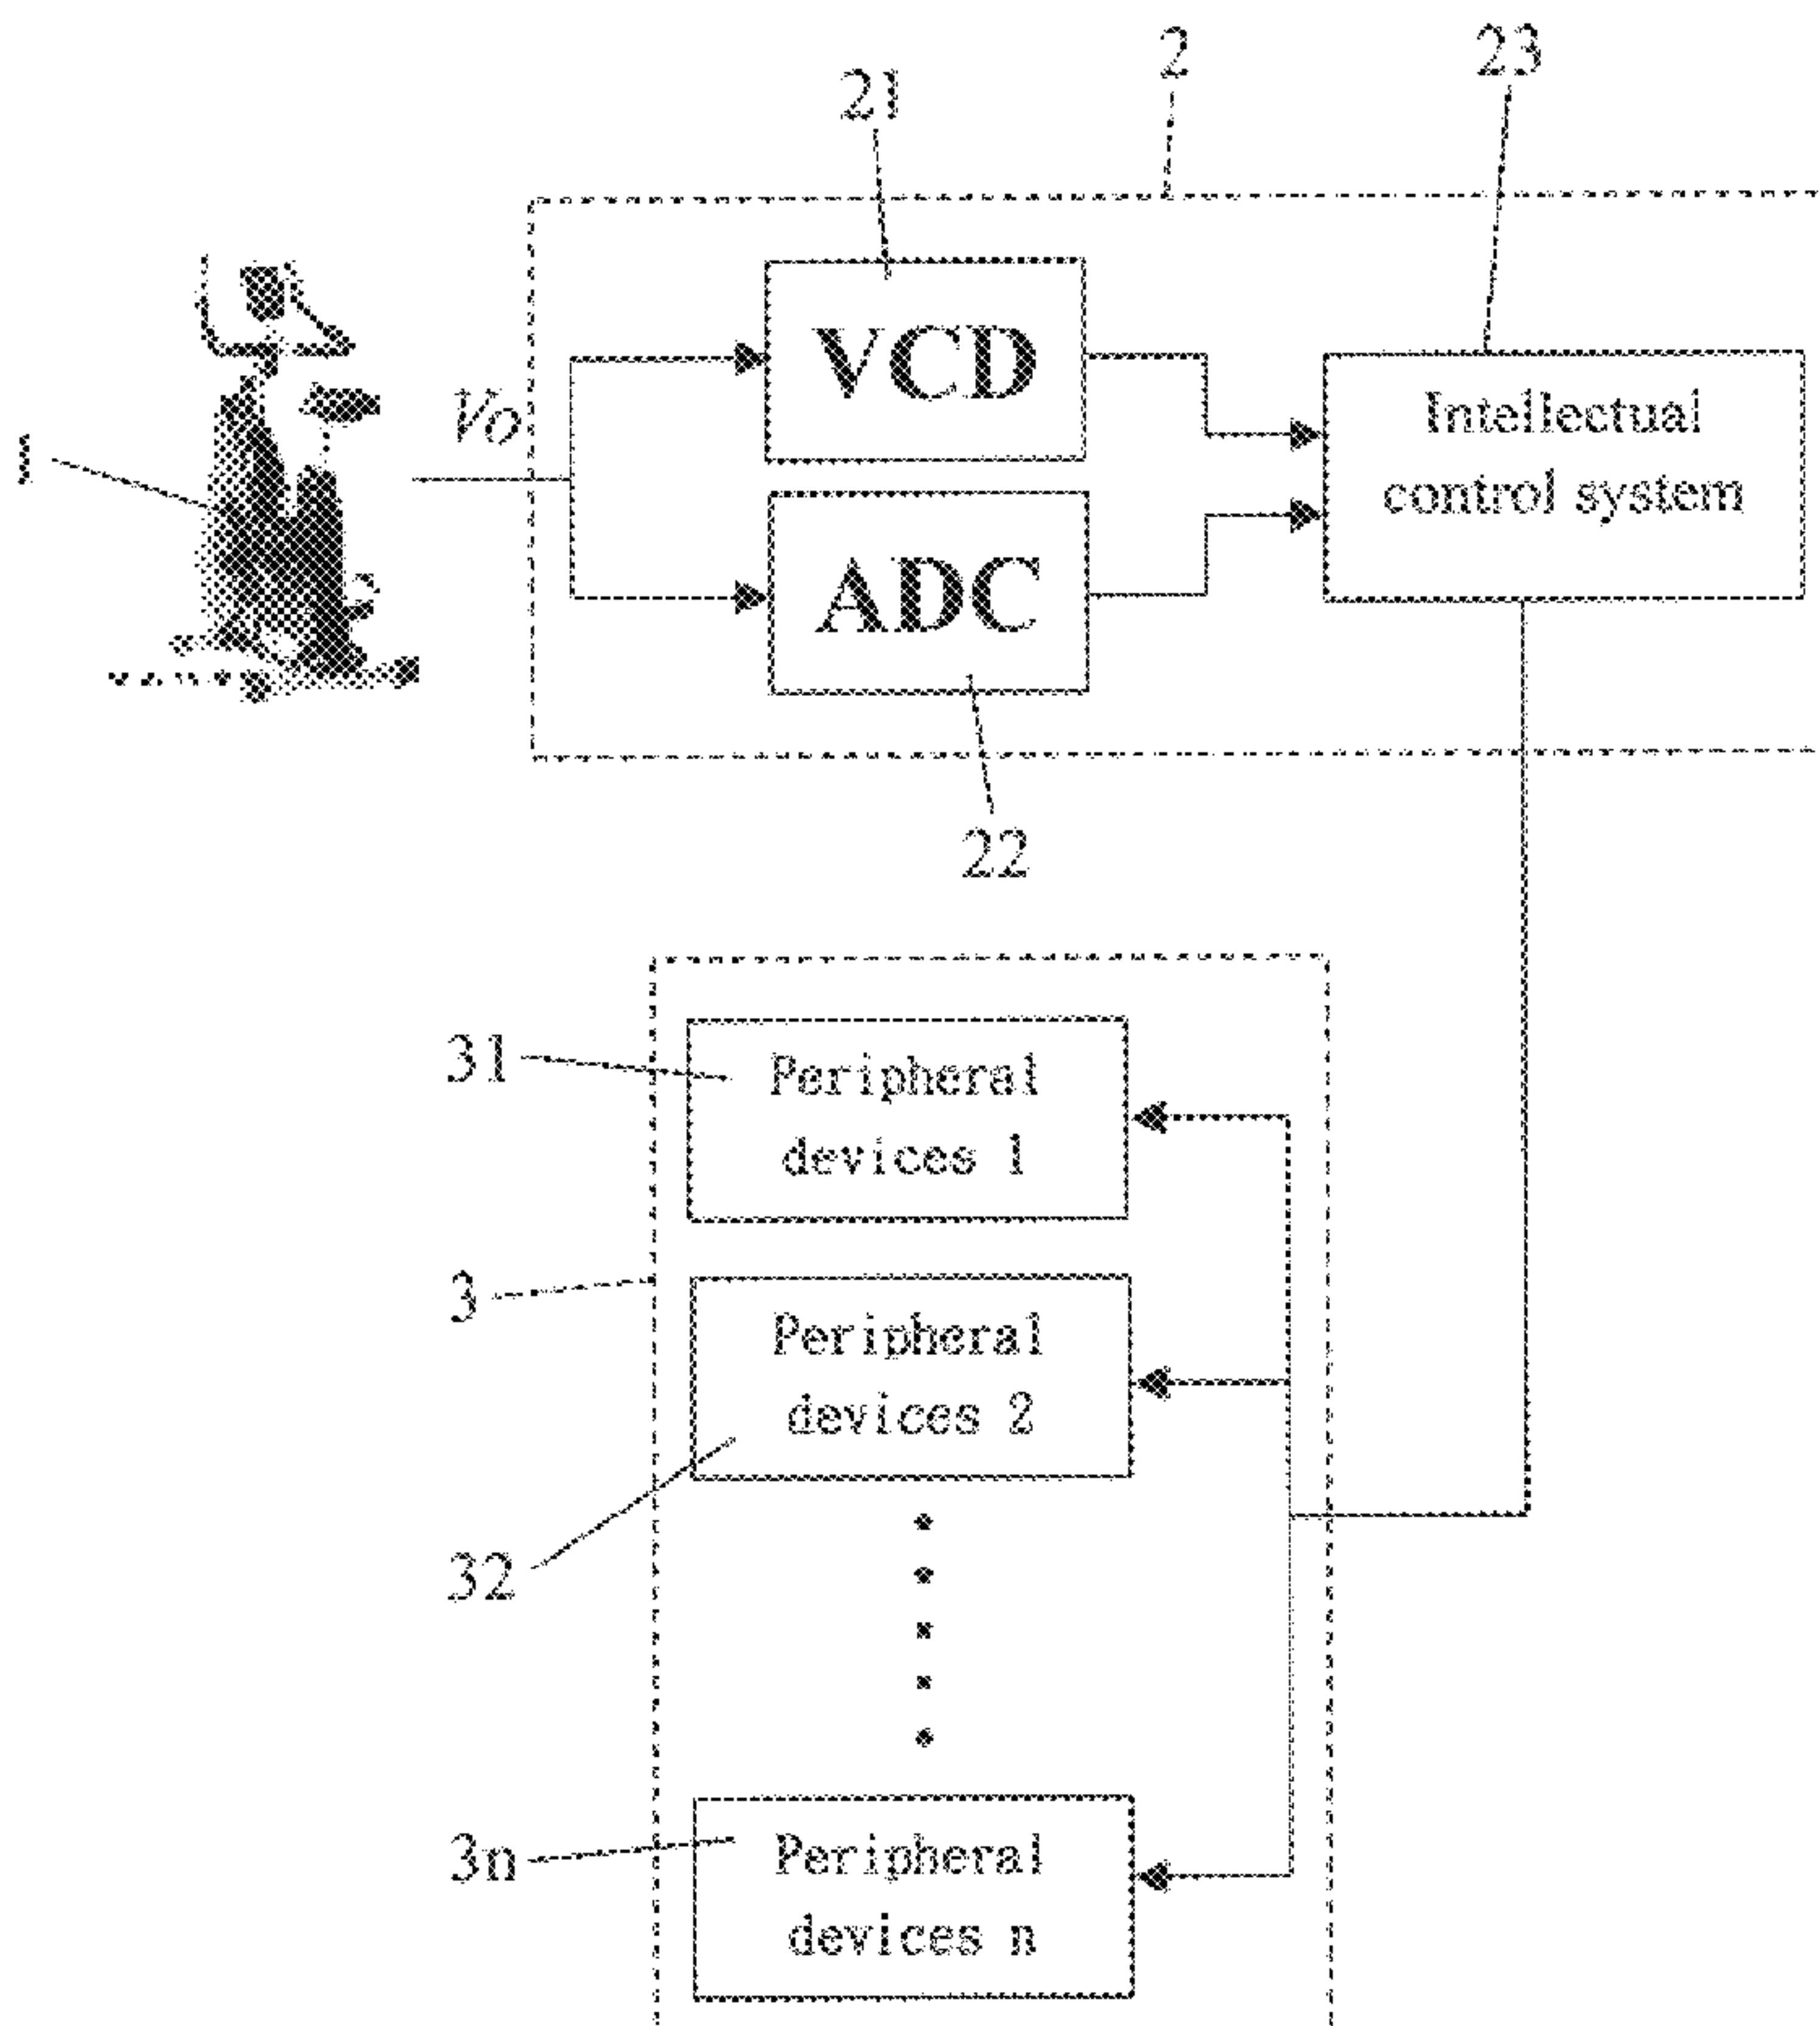 2
23
21
VCD
Vo
Intellectual
control system
1
ADC
22
31
Peripheral
devices 1
3
Peripheral
devices 2
32
3n
Peripheral
devices n